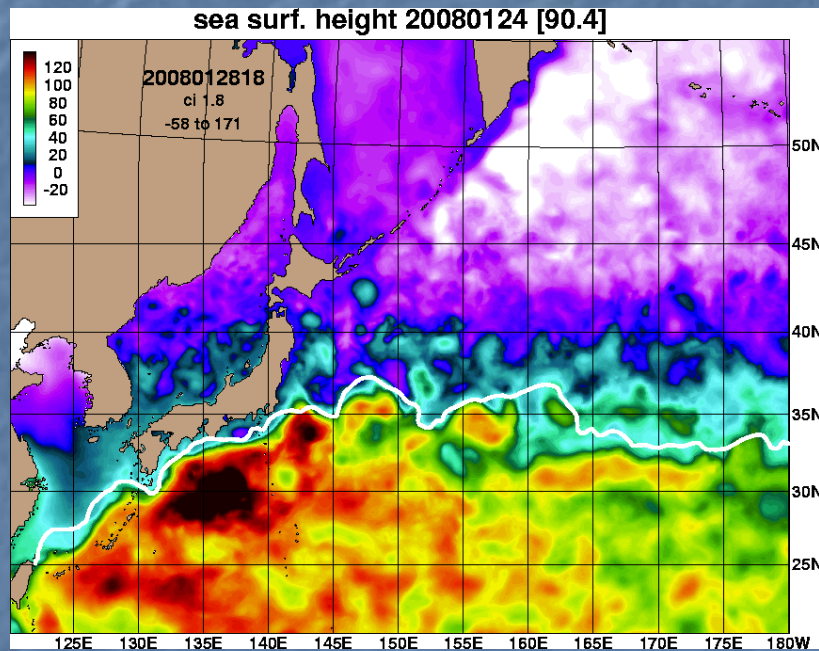 sea surf. height 20080124 [90.4]
2008012818
ci 1.8
-58 to 171
120
100
80
60
40
20
0
-20
50N
45N
40N
35N
30N
25N
125E 130E 135E 140E 145E 150E 155E 160E 165E 170E 175E 180W